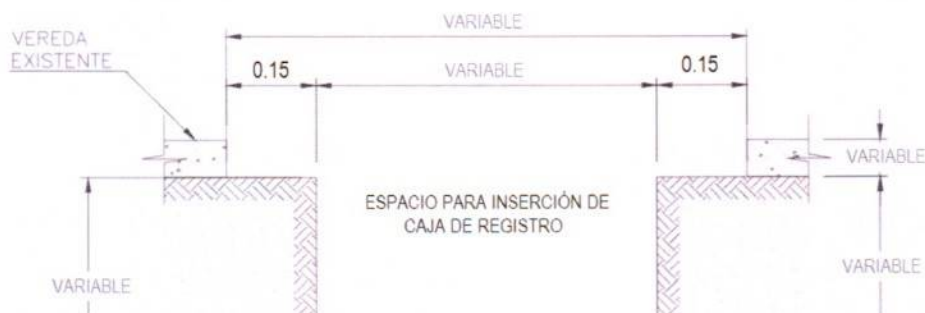 VARIABLE
VEREDA
EXISTENTE
0.15
VARIABLE
0.15
VARIABLE
ESPACIO PARA INSERCIÓN DE
CAJA DE REGISTRO
VARIABLE
VARIABLE